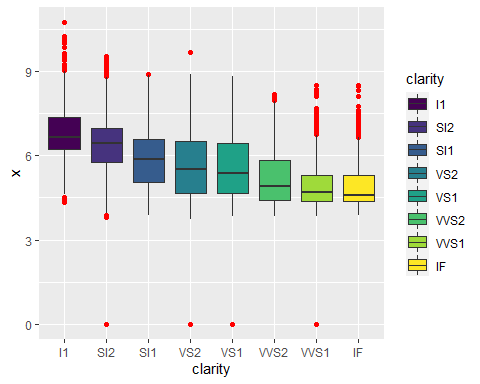 9
6
3
0
x
I1 SI2 SI1 VS2 VS1 VVS2 VVS1 IF
clarity
clarity
I1
SI2
SI1
VS2
VS1
VVS2
VVS1
IF